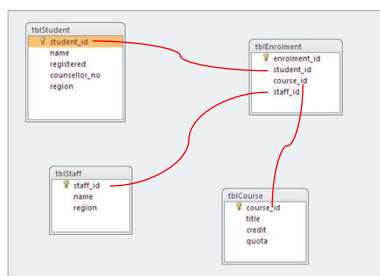 tblStudent
student_id
name
registered
counsellor_no
region
tblEnrolment
enrolment_id
student_id
course_id
staff_id
tblStaff
staff_id
name
region
tblCourse
course_id
title
credit
quota